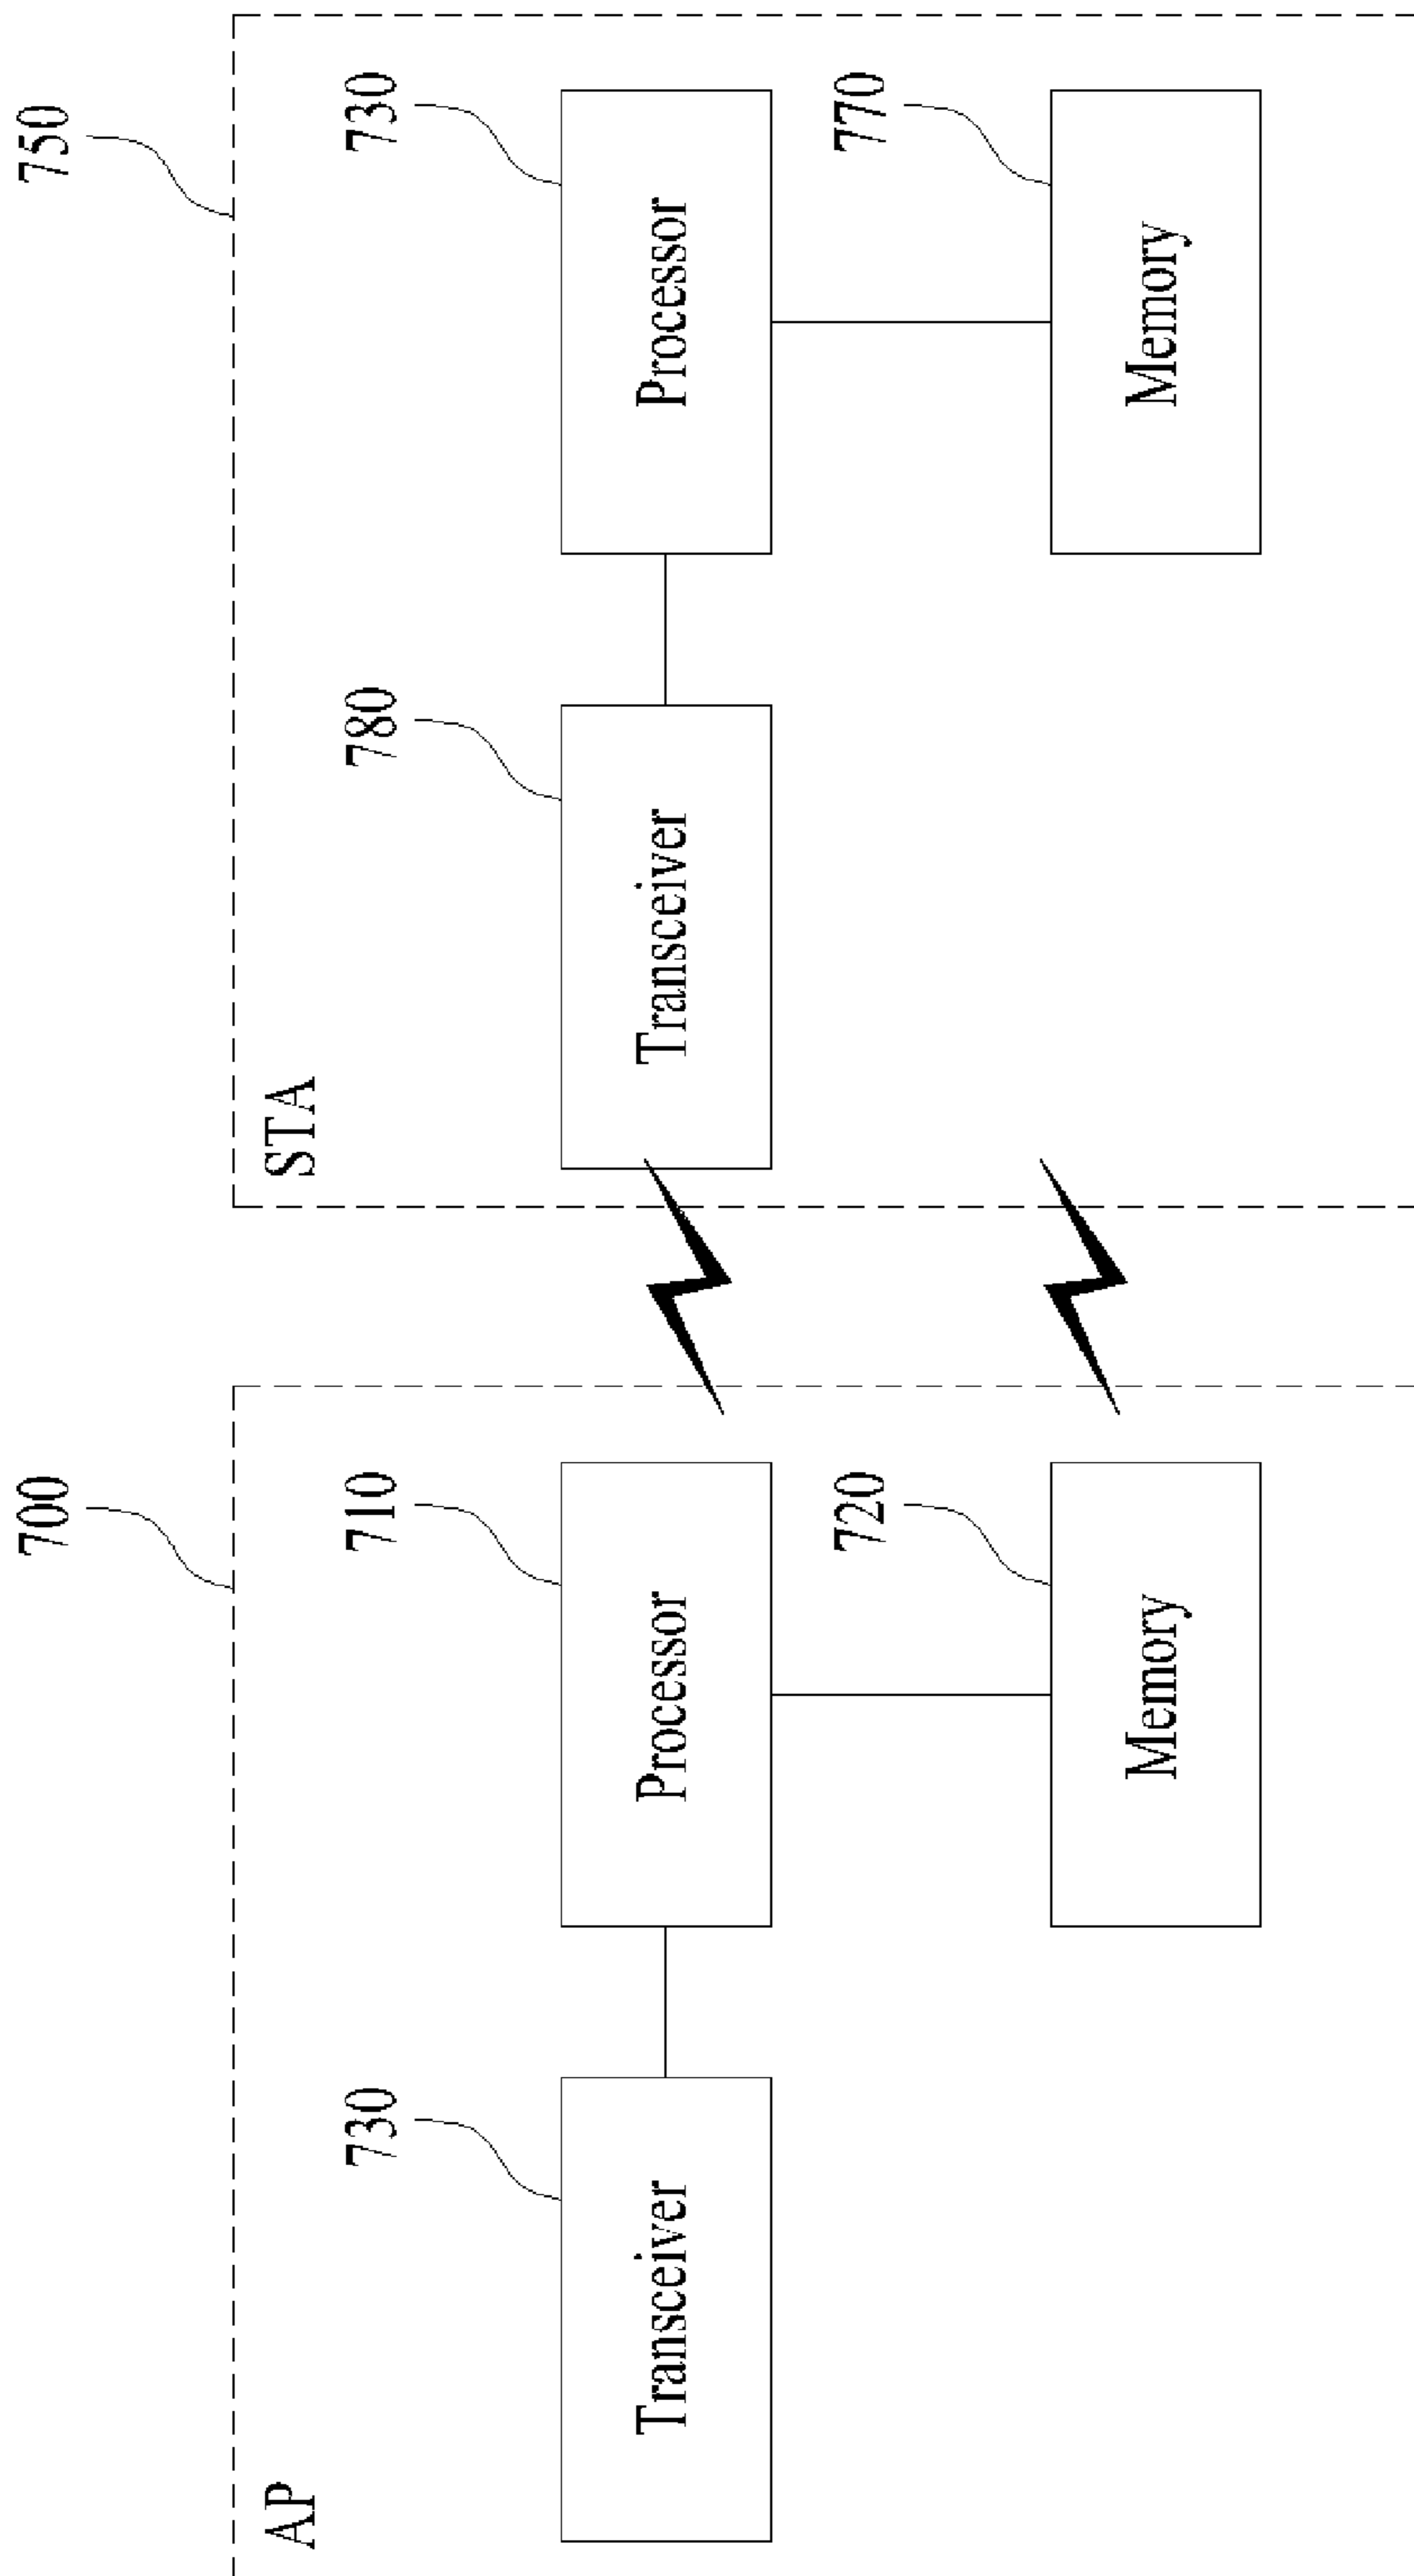 700
750
AP
STA
730
710
780
730
Transceiver
Processor
Transceiver
Processor
720
770
Memory
Memory